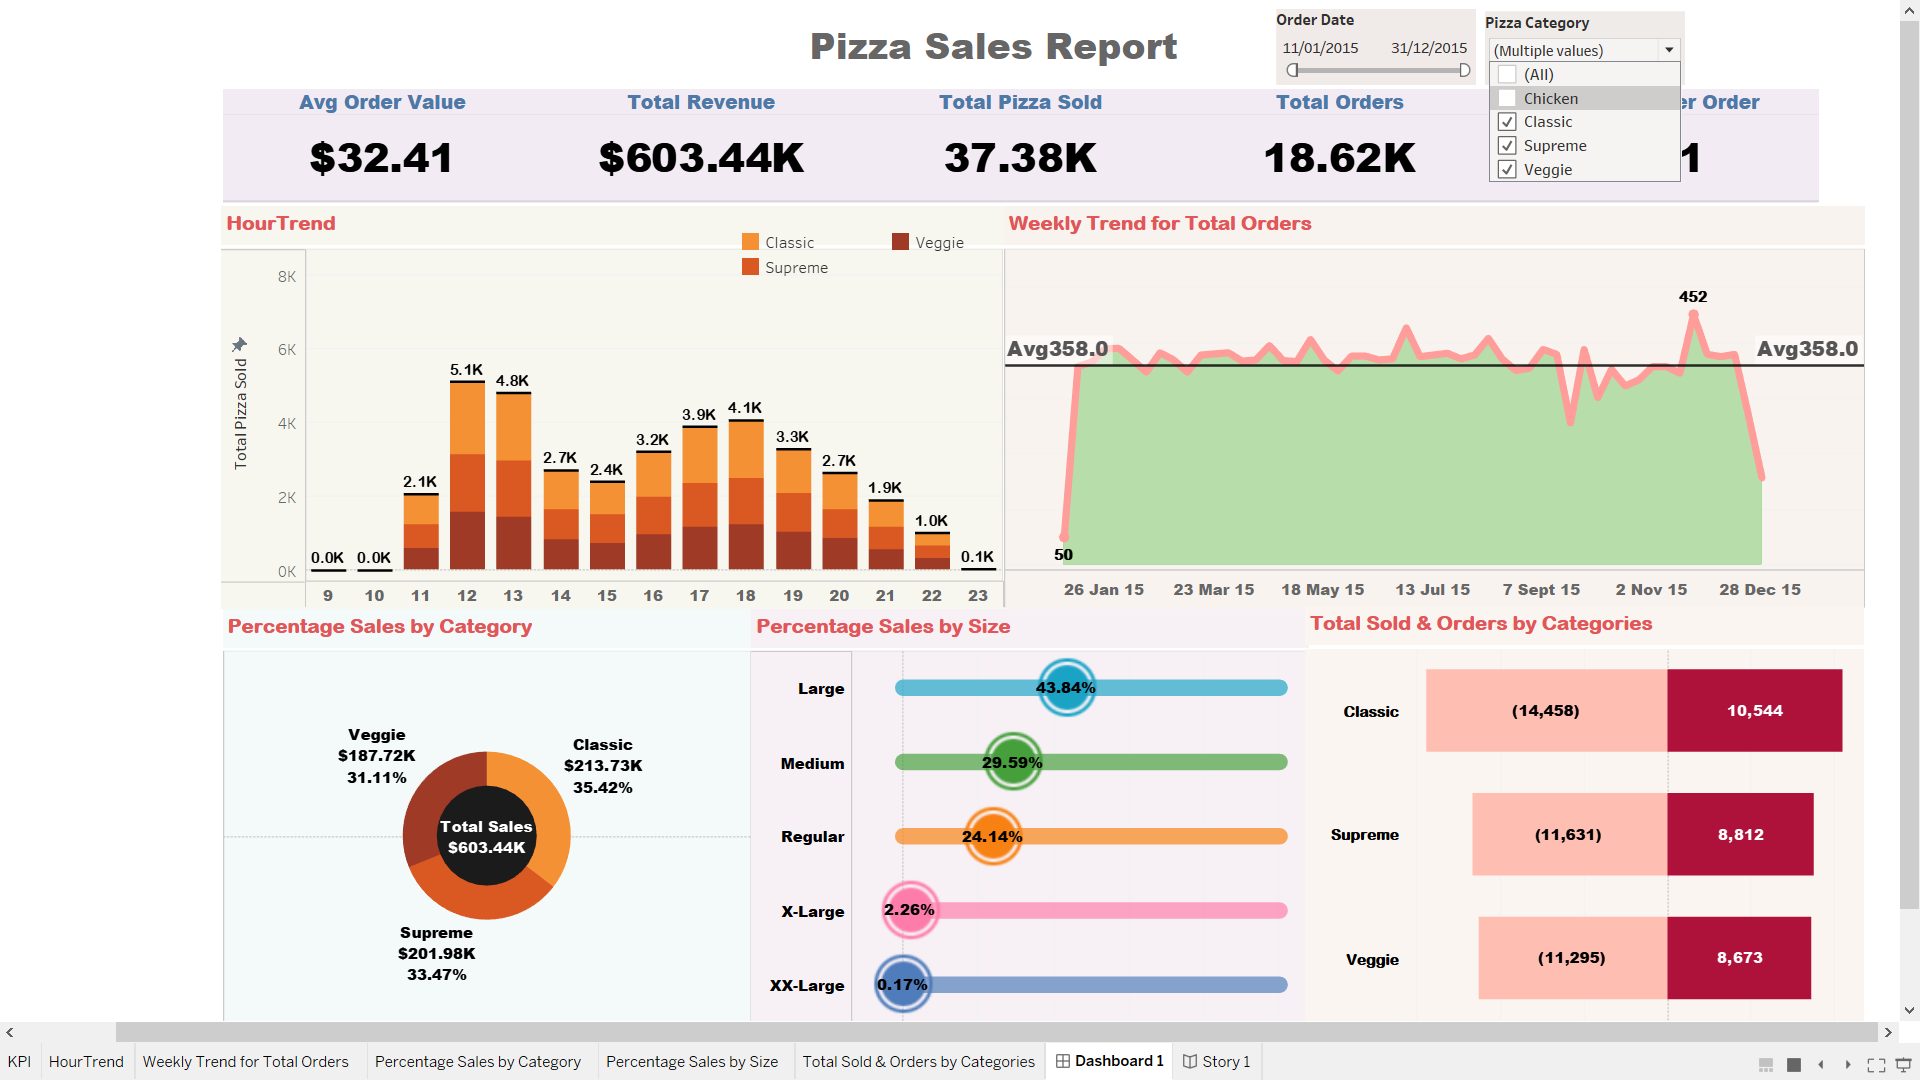 Pizza Sales Report
Order Date
11/01/2015 31/12/2015
Pizza Category
(Multiple values)
(All)
Chicken
Classic
Supreme
Veggie
Avg Order Value
$32.41
Total Revenue
$603.44K
Total Pizza Sold
37.38K
Total Orders
18.62K
er Order
1
HourTrend
Classic
Veggie
Supreme
Total Pizza Sold
8K
6K
4K
2K
0K
0.0K 0.0K 2.1K 5.1K 4.8K 2.7K 2.4K 3.2K 3.9K 4.1K 3.3K 2.7K 1.9K 1.0K 0.1K
9 10 11 12 13 14 15 16 17 18 19 20 21 22 23
Weekly Trend for Total Orders
452
Avg358.0
Avg358.0
50
26 Jan 15 23 Mar 15 18 May 15 13 Jul 15 7 Sept 15 2 Nov 15 28 Dec 15
Percentage Sales by Category
Veggie
$187.72K
31.11%
Classic
$213.73K
35.42%
Total Sales
$603.44K
Supreme
$201.98K
33.47%
Percentage Sales by Size
Large 43.84%
Medium 29.59%
Regular 24.14%
X-Large 2.26%
XX-Large 0.17%
Total Sold & Orders by Categories
Classic (14,458) 10,544
Supreme (11,631) 8,812
Veggie (11,295) 8,673
KPI HourTrend Weekly Trend for Total Orders Percentage Sales by Category Percentage Sales by Size Total Sold & Orders by Categories Dashboard 1 Story 1